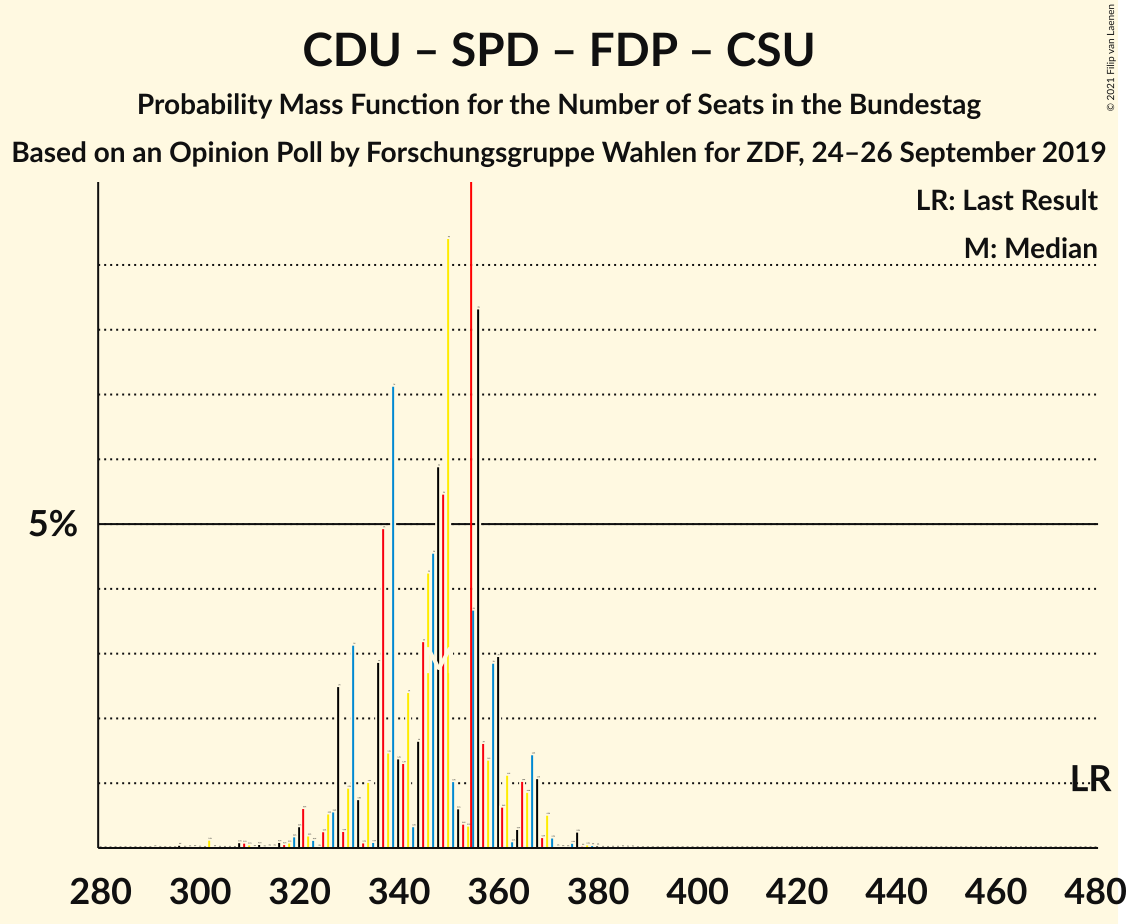 CDU – SPD – FDP – CSU
Probability Mass Function for the Number of Seats in the Bundestag
Based on an Opinion Poll by Forschungsgruppe Wahlen for ZDF, 24–26 September 2019
© 2021 Filip van Laenen
LR: Last Result
M: Median
5%
LR
280 300 320 340 360 380 400 420 440 460 480